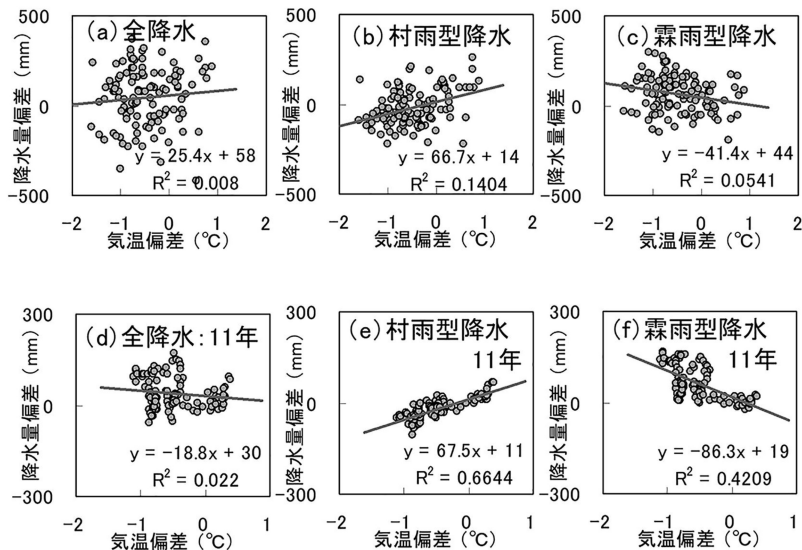 500
0
-500
降水量偏差 (mm)
(a) 全降水
y = 25.4x + 58
R² = 0.008
-2 -1 0 1 2
気温偏差 (℃)
500
0
-500
降水量偏差 (mm)
(b) 村雨型降水
y = 66.7x + 14
R² = 0.1404
-2 -1 0 1 2
気温偏差 (℃)
500
0
-500
降水量偏差 (mm)
(c) 霖雨型降水
y = -41.4x + 44
R² = 0.0541
-2 -1 0 1 2
気温偏差 (℃)
300
0
-300
降水量偏差 (mm)
(d) 全降水:11年
y = -18.8x + 30
R² = 0.022
-2 -1 0 1
気温偏差 (℃)
300
0
-300
降水量偏差 (mm)
(e) 村雨型降水
11年
y = 67.5x + 11
R² = 0.6644
-2 -1 0 1
気温偏差 (℃)
300
0
-300
降水量偏差 (mm)
(f) 霖雨型降水
11年
y = -86.3x + 19
R² = 0.4209
-2 -1 0 1
気温偏差 (℃)